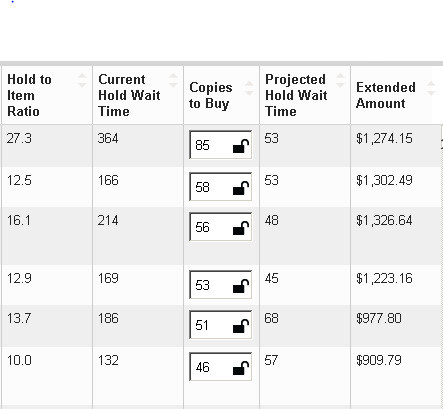 Hold to Item Ratio Current Hold Wait Time Copies to Buy Projected Hold Wait Time Extended Amount
27.3 364 85 53 $1,274.15
12.5 166 58 53 $1,302.49
16.1 214 56 48 $1,326.64
12.9 169 53 45 $1,223.16
13.7 186 51 68 $977.80
10.0 132 46 57 $909.79